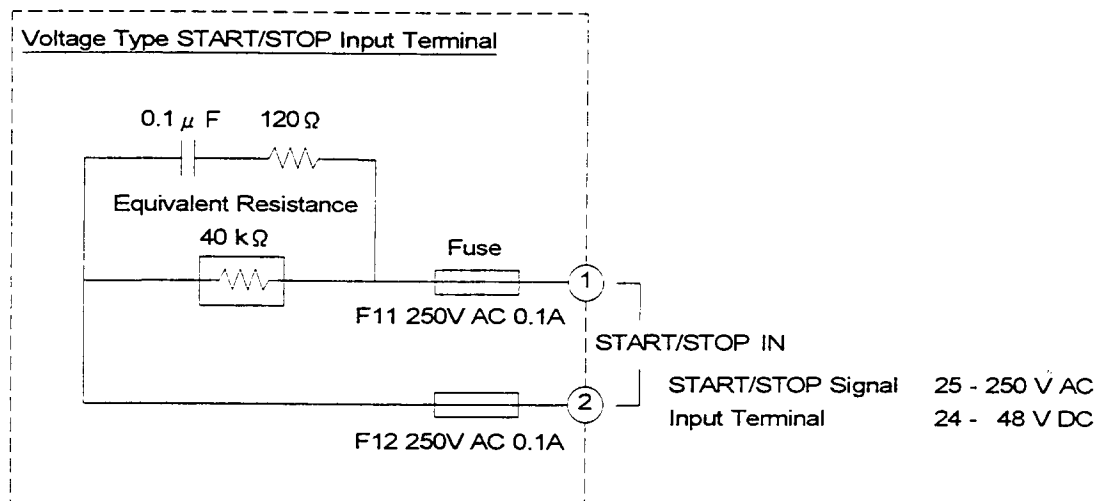 Voltage Type START/STOP Input Terminal
0.1 μ F 120Ω
Equivalent Resistance
40 kΩ
Fuse
1
F11 250V AC 0.1A
START/STOP IN
START/STOP Signal 25 - 250 V AC
2
Input Terminal 24 - 48 V DC
F12 250V AC 0.1A